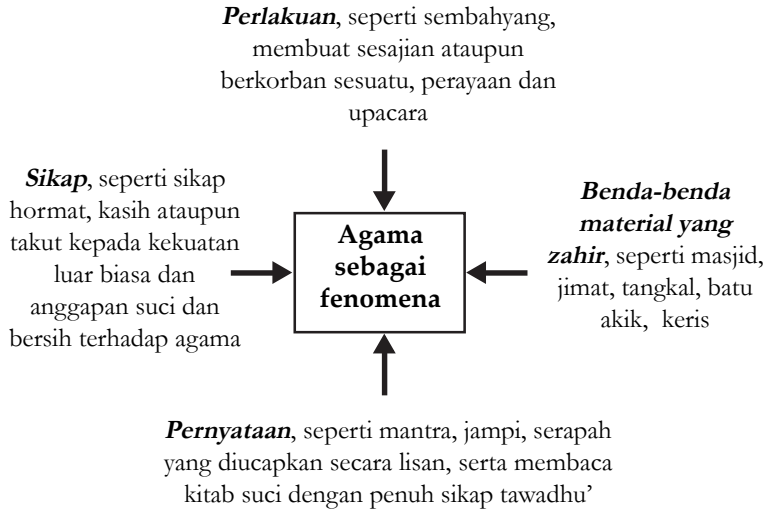 Perlakuan, seperti sembahyang,
membuat sesajian ataupun
berkorban sesuatu, perayaan dan
upacara
Sikap, seperti sikap
hormat, kasih ataupun
takut kepada kekuatan
luar biasa dan
anggapan suci dan
bersih terhadap agama
Agama
sebagai
fenomena
Benda-benda
material yang
zahir, seperti masjid,
jimat, tangkal, batu
akik, keris
Pernyataan, seperti mantra, jampi, serapah
yang diucapkan secara lisan, serta membaca
kitab suci dengan penuh sikap tawadhu’